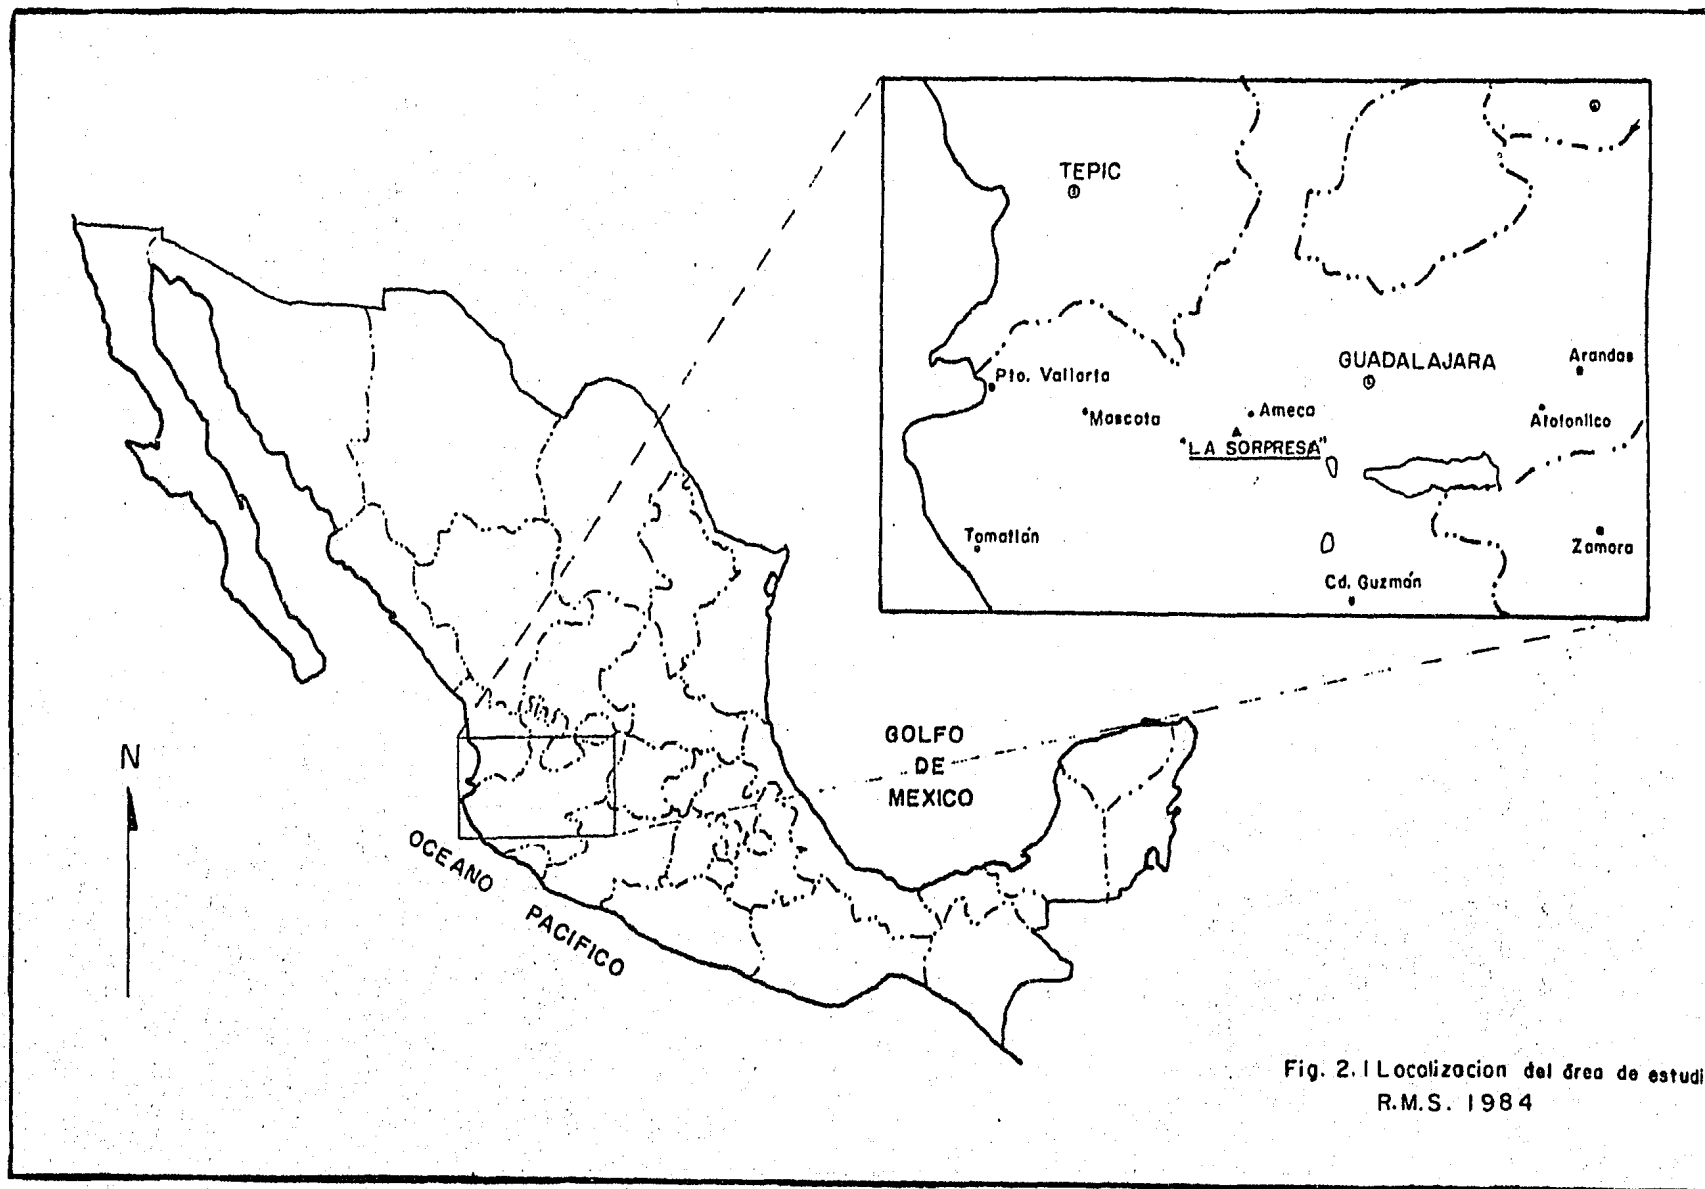 TEPIC
GUADALAJARA
Arandas
Pto. Vallarta
Mascota
Ameca
Atotonilco
"LA SORPRESA"
Tomatlán
Zamora
Cd. Guzmán
N
GOLFO
DE
MEXICO
OCEANO PACIFICO
Fig. 2.1 Localizacion del área de estudi
R.M.S. 1984